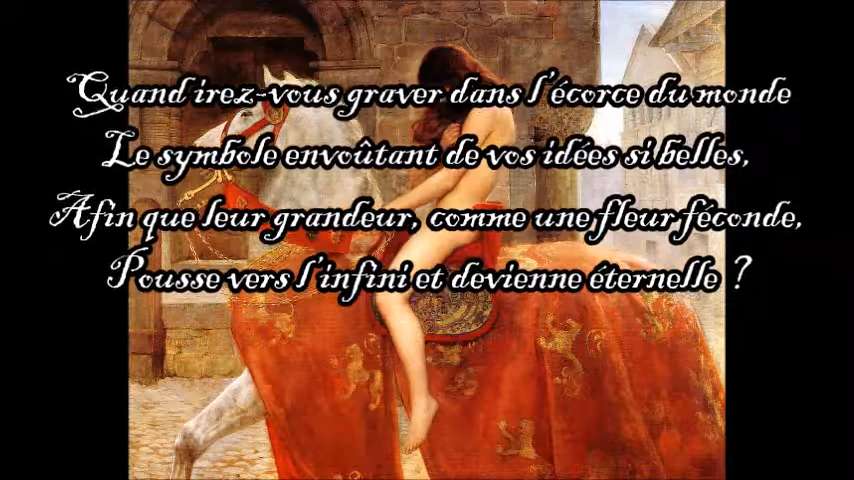 Quand irez-vous graver dans l'écorce du monde
Le symbole envoûtant de vos idées si belles,
Afin que leur grandeur, comme une fleur féconde,
Pousse vers l'infini et devienne éternelle ?